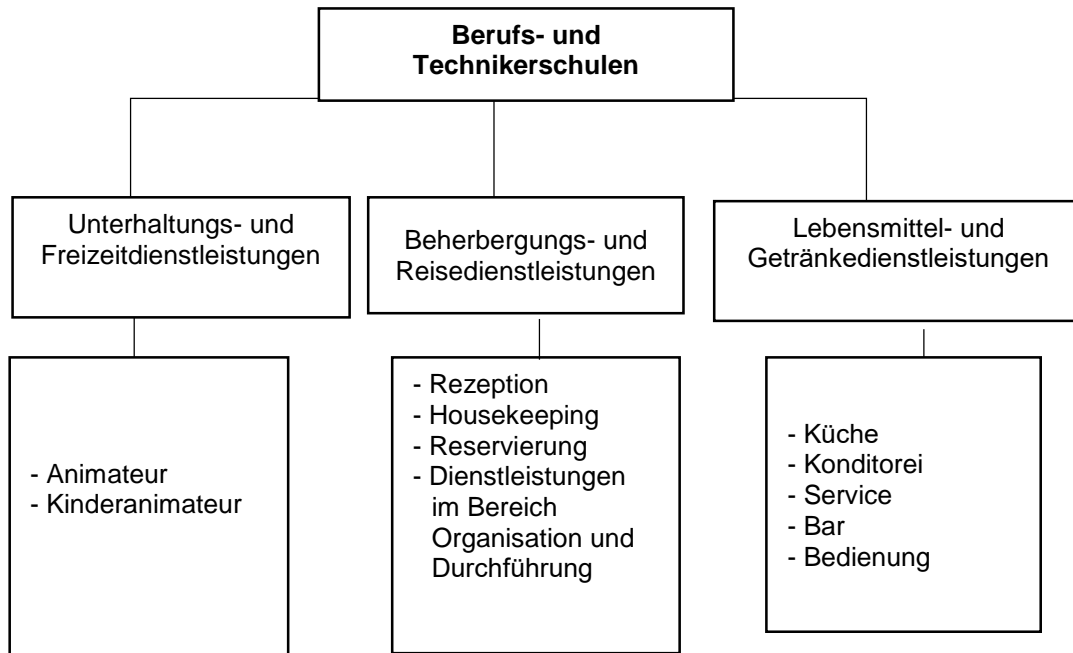 Berufs- und
Technikerschulen
Unterhaltungs- und
Freizeitdienstleistungen
Beherbergungs- und
Reisedienstleistungen
Lebensmittel- und
Getränkedienstleistungen
- Animateur
- Kinderanimateur
- Rezeption
- Housekeeping
- Reservierung
- Dienstleistungen
im Bereich
Organisation und
Durchführung
- Küche
- Konditorei
- Service
- Bar
- Bedienung